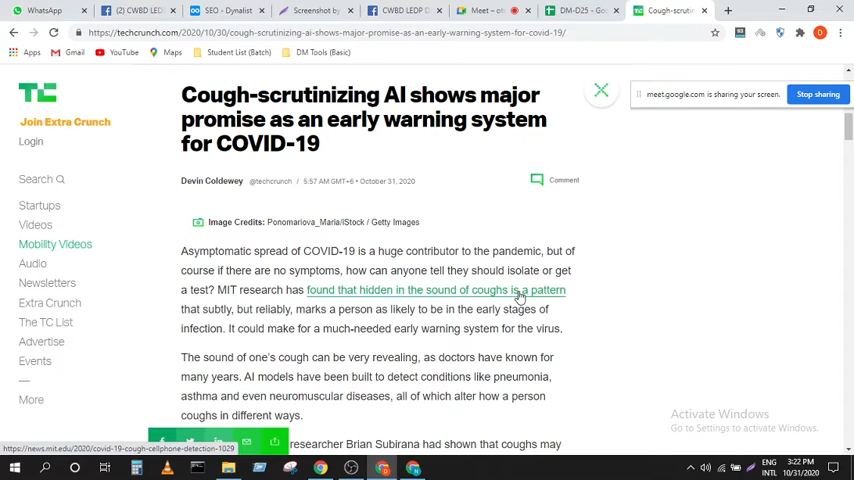 WhatsApp
(2) CWBD LED
SEO - Dynalist
Screenshot by
CWBD LEDP D
Meet – ot
DM-D25 - Goo
Cough-scrutin
https://techcrunch.com/2020/10/30/cough-scrutinizing-ai-shows-major-promise-as-an-early-warning-system-for-covid-19/
Apps
Gmail
YouTube
Maps
Student List (Batch)
DM Tools (Basic)
TC
Join Extra Crunch
Login
Search
Startups
Videos
Mobility Videos
Audio
Newsletters
Extra Crunch
The TC List
Advertise
Events
—
More
Cough-scrutinizing AI shows major
promise as an early warning system
for COVID-19
Devin Coldewey @techcrunch / 5:57 AM GMT+6 • October 31, 2020
Comment
Image Credits: Ponomariova_Maria/iStock / Getty Images
Asymptomatic spread of COVID-19 is a huge contributor to the pandemic, but of
course if there are no symptoms, how can anyone tell they should isolate or get
a test? MIT research has found that hidden in the sound of coughs is a pattern
that subtly, but reliably, marks a person as likely to be in the early stages of
infection. It could make for a much-needed early warning system for the virus.
The sound of one's cough can be very revealing, as doctors have known for
many years. AI models have been built to detect conditions like pneumonia,
asthma and even neuromuscular diseases, all of which alter how a person
coughs in different ways.
researcher Brian Subirana had shown that coughs may
meet.google.com is sharing your screen.
Stop sharing
Activate Windows
Go to Settings to activate Windows.
https://news.mit.edu/2020/covid-19-cough-cellphone-detection-1029
ENG
INTL
3:22 PM
10/31/2020